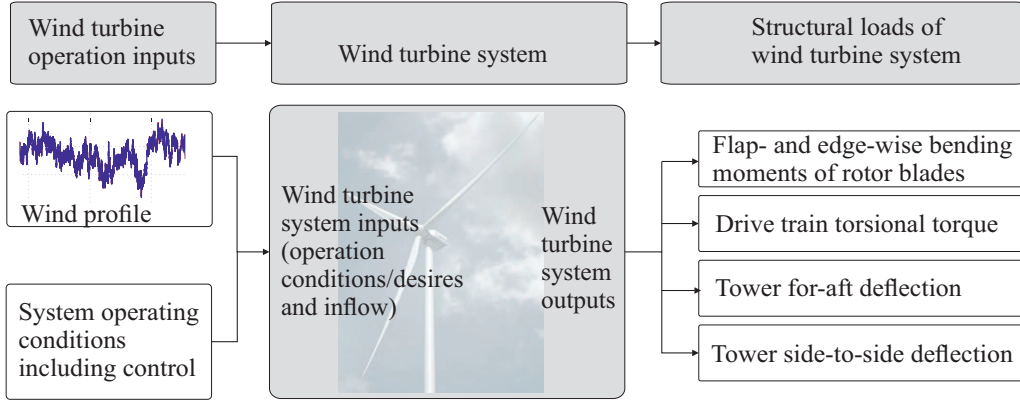 Wind turbine
operation inputs
Wind turbine system
Structural loads of
wind turbine system
Wind profile
System operating
conditions
including control
Wind turbine
system inputs
(operation
conditions/desires
and inflow)
Wind
turbine
system
outputs
Flap- and edge-wise bending
moments of rotor blades
Drive train torsional torque
Tower for-aft deflection
Tower side-to-side deflection